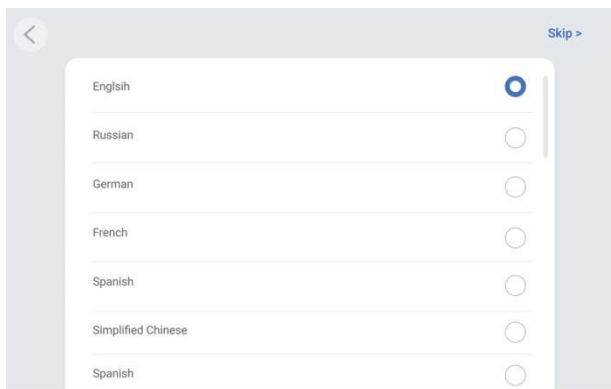 Skip >
Englsih
Russian
German
French
Spanish
Simplified Chinese
Spanish